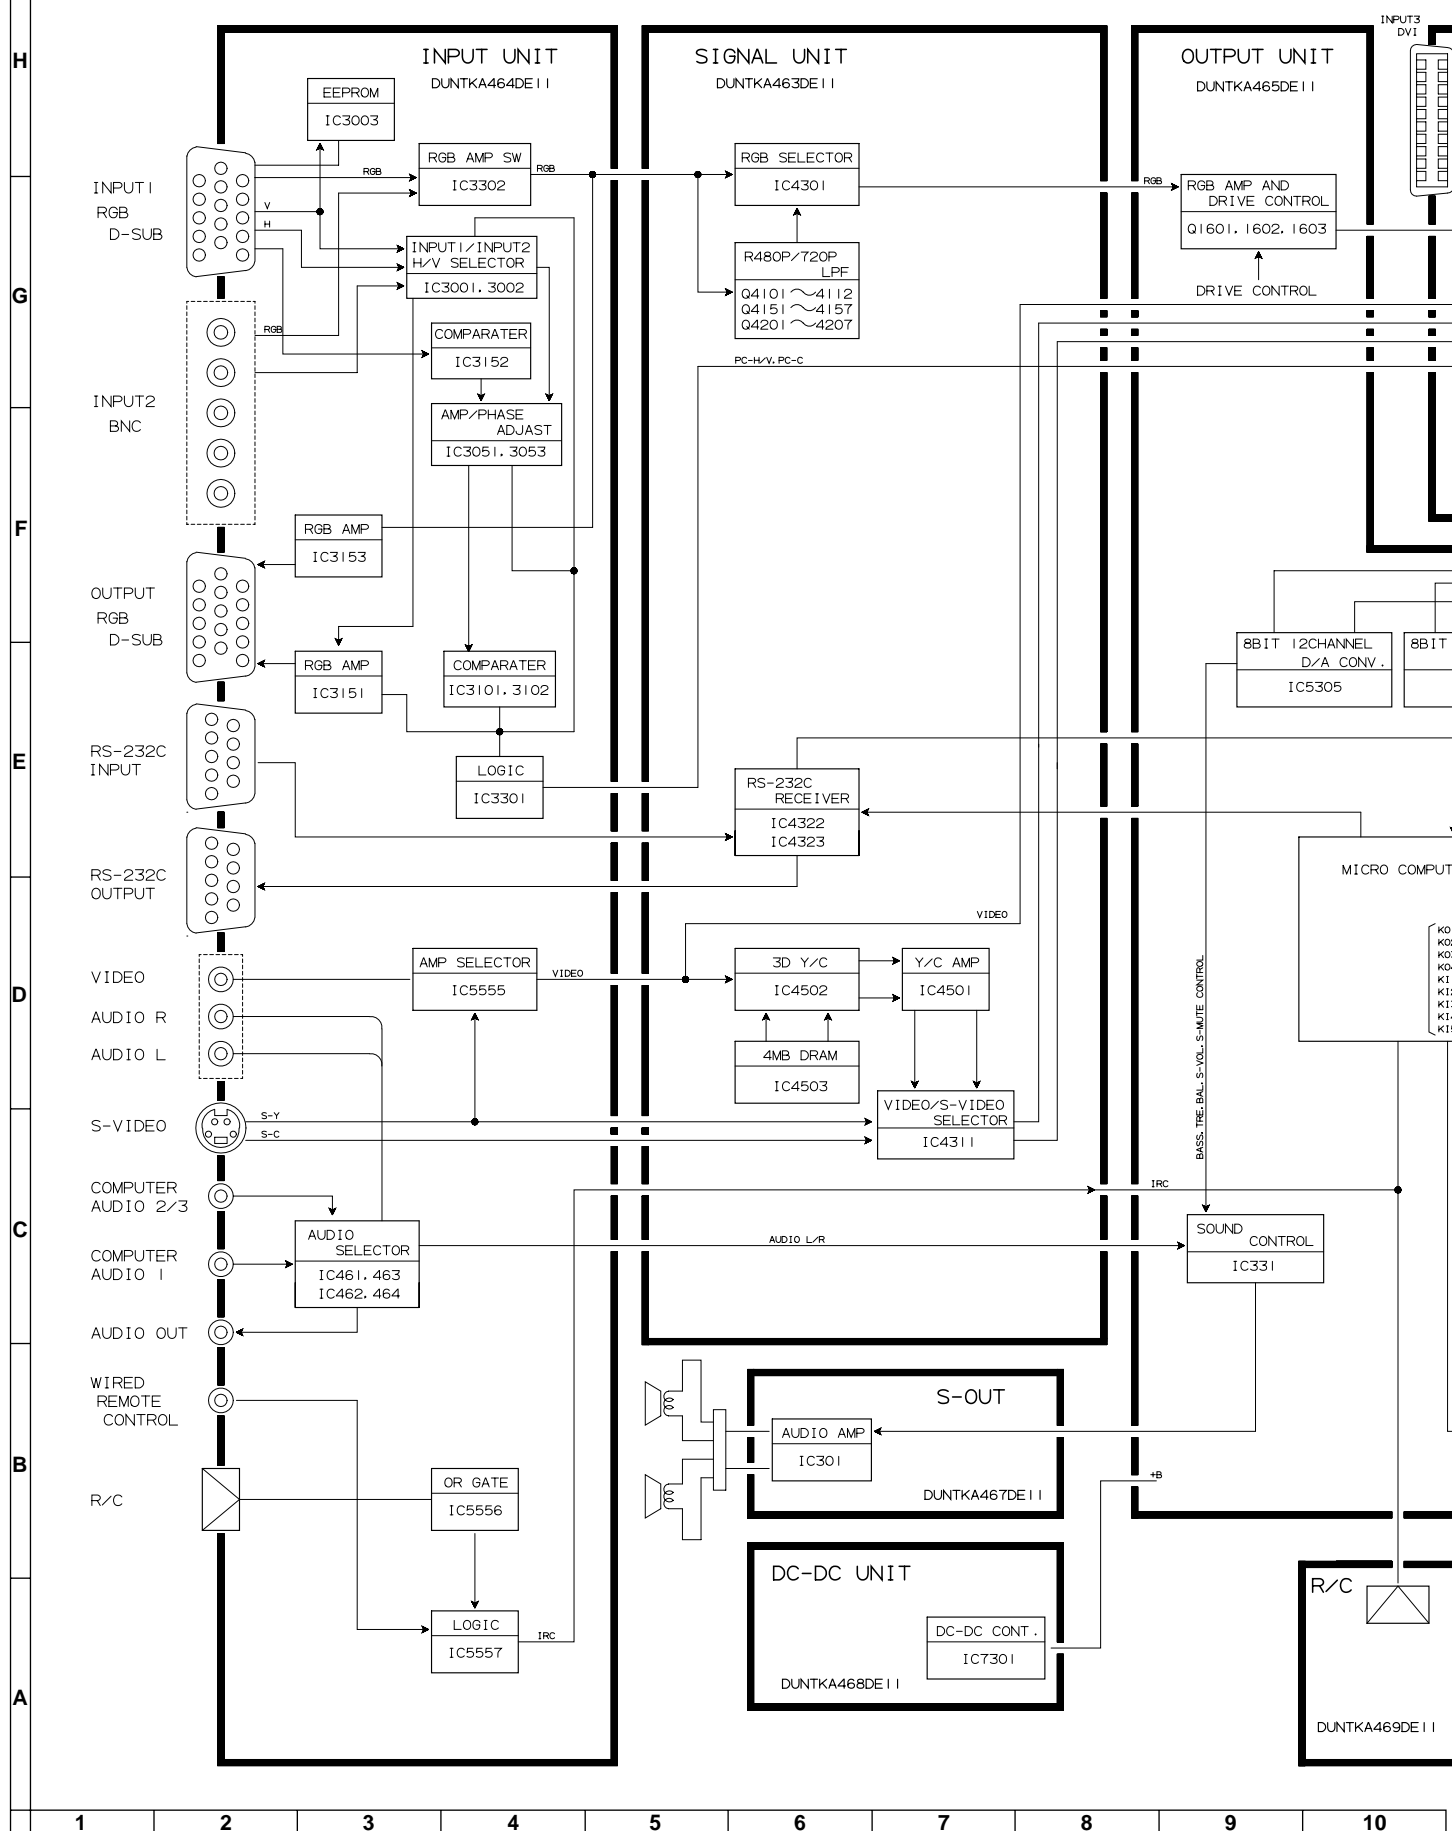 H
G
F
E
D
C
B
A
INPUT UNIT
DUNTKA464DE11
EEPROM
IC3003
RGB AMP SW
IC3302
RGB
RGB
V
H
RGB
INPUT1
RGB
D-SUB
INPUT1/INPUT2
H/V SELECTOR
IC3001, 3002
COMPARATER
IC3152
AMP/PHASE
ADJAST
IC3051, 3053
INPUT2
BNC
RGB AMP
IC3153
OUTPUT
RGB
D-SUB
RGB AMP
IC3151
COMPARATER
IC3101, 3102
LOGIC
IC3301
RS-232C
INPUT
RS-232C
OUTPUT
VIDEO
AUDIO R
AUDIO L
AMP SELECTOR
IC5555
VIDEO
S-VIDEO
S-Y
S-C
COMPUTER
AUDIO 2/3
COMPUTER
AUDIO 1
AUDIO OUT
AUDIO
SELECTOR
IC461, 463
IC462, 464
WIRED
REMOTE
CONTROL
R/C
OR GATE
IC5556
LOGIC
IC5557
IRC
SIGNAL UNIT
DUNTKA463DE11
RGB SELECTOR
IC4301
R480P/720P
LPF
Q4101～4112
Q4151～4157
Q4201～4207
PC-H/V, PC-C
RS-232C
RECEIVER
IC4322
IC4323
VIDEO
3D Y/C
IC4502
Y/C AMP
IC4501
4MB DRAM
IC4503
VIDEO/S-VIDEO
SELECTOR
IC4311
AUDIO L/R
S-OUT
AUDIO AMP
IC301
DUNTKA467DE11
DC-DC UNIT
DC-DC CONT.
IC7301
DUNTKA468DE11
+B
OUTPUT UNIT
DUNTKA465DE11
INPUT3
DVI
RGB
RGB AMP AND
DRIVE CONTROL
Q1601, 1602, 1603
DRIVE CONTROL
8BIT 12CHANNEL
D/A CONV.
IC5305
8BIT
MICRO COMPUT
BASS, TRE, BAL, S-VOL, S-MUTE CONTROL
IRC
SOUND
CONTROL
IC331
R/C
DUNTKA469DE11
1 2 3 4 5 6 7 8 9 10